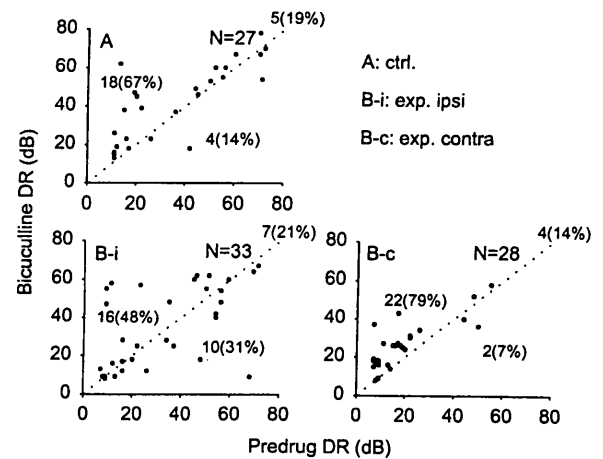 5(19%)
A
N=27
18(67%)
4(14%)
80
60
40
20
0
0 20 40 60 80
A: ctrl.
B-i: exp. ipsi
B-c: exp. contra
Bicuculline DR (dB)
7(21%)
B-i
N=33
16(48%)
10(31%)
80
60
40
20
0
0 20 40 60 80
4(14%)
B-c
N=28
22(79%)
2(7%)
80
60
40
20
0
0 20 40 60 80
Predrug DR (dB)